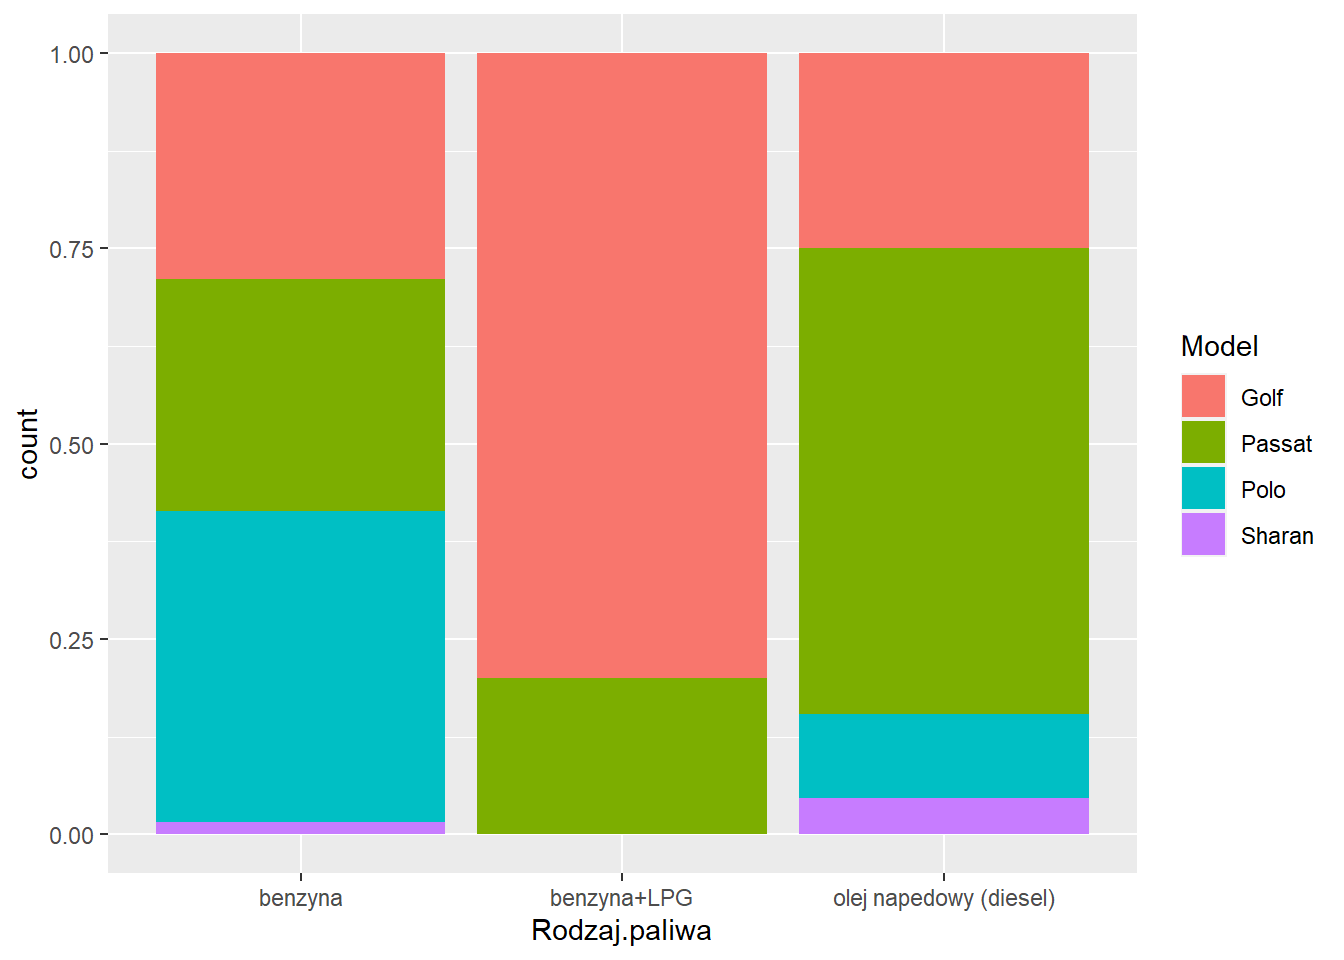 1.00
0.75
0.50
0.25
0.00
count
benzyna
benzyna+LPG
olej napedowy (diesel)
Rodzaj.paliwa
Model
Golf
Passat
Polo
Sharan